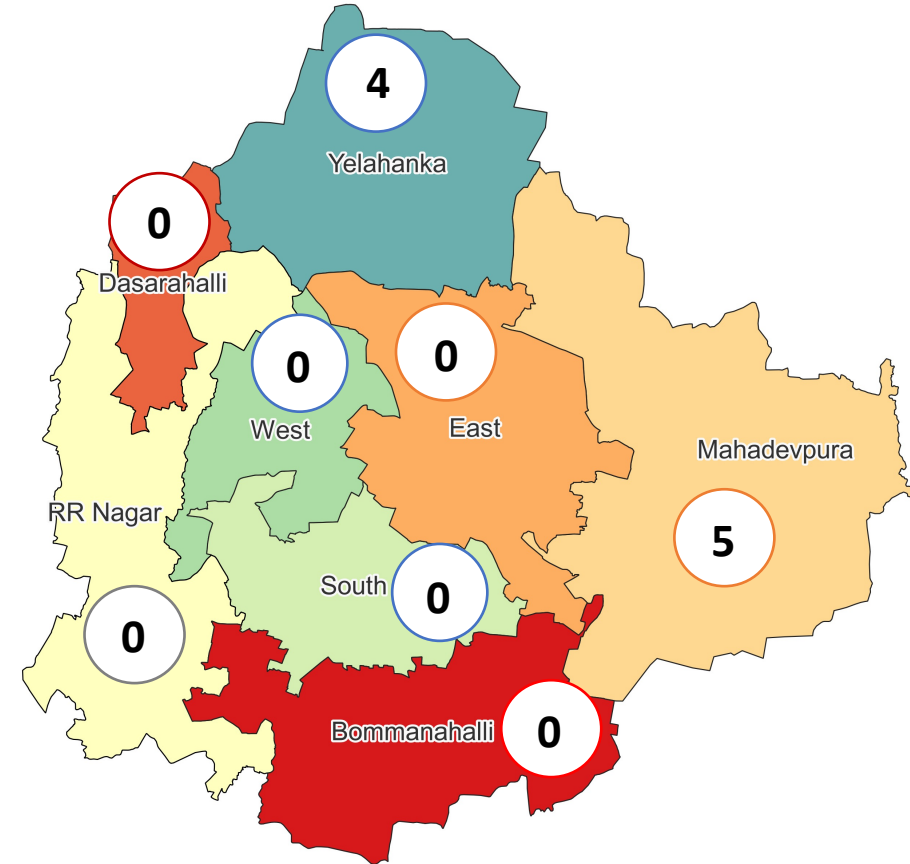 4
Yelahanka
0
Dasarahalli
0
West
0
East
Mahadevpura
5
RR Nagar
0
South
0
Bommanahalli
0